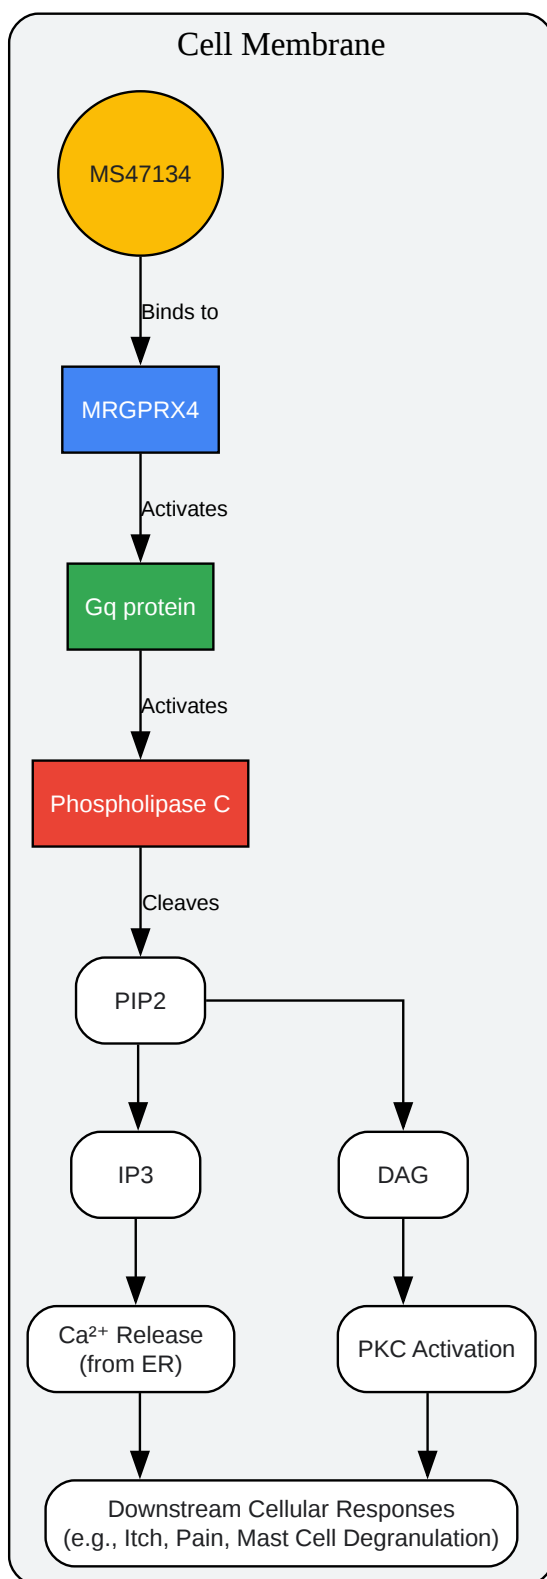 Cell Membrane
MS47134
Binds to
MRGPRX4
Activates
Gq protein
Activates
Phospholipase C
Cleaves
PIP2
IP3
DAG
Ca²⁺ Release
(from ER)
PKC Activation
Downstream Cellular Responses
(e.g., Itch, Pain, Mast Cell Degranulation)